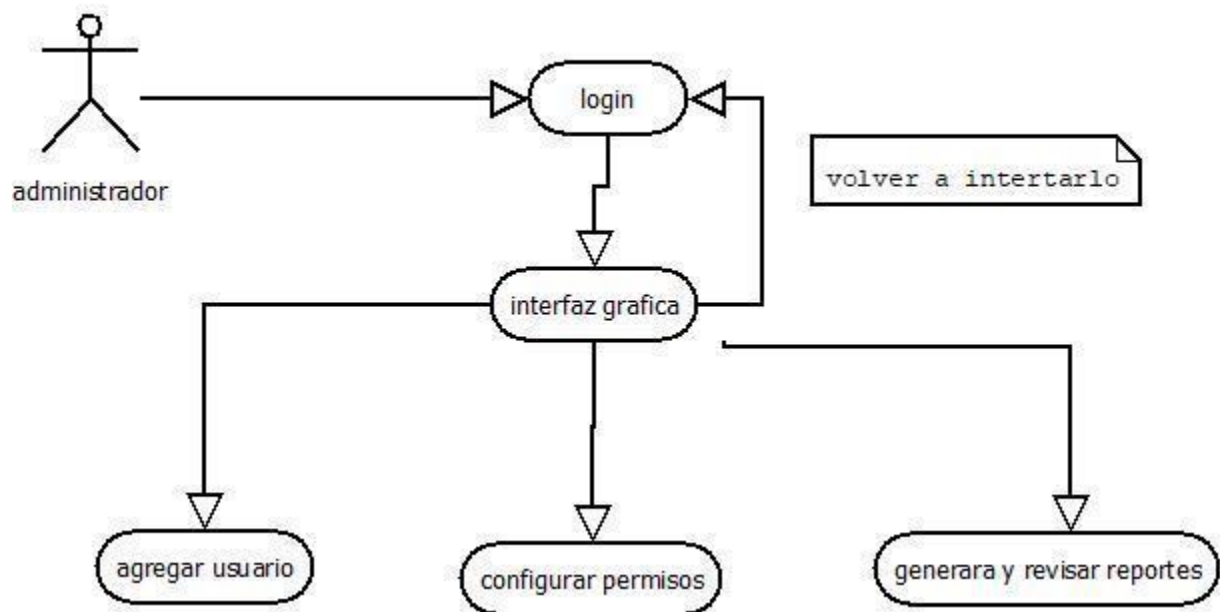 login
administrador
volver a intertarlo
interfaz grafica
agregar usuario
configurar permisos
generara y revisar reportes